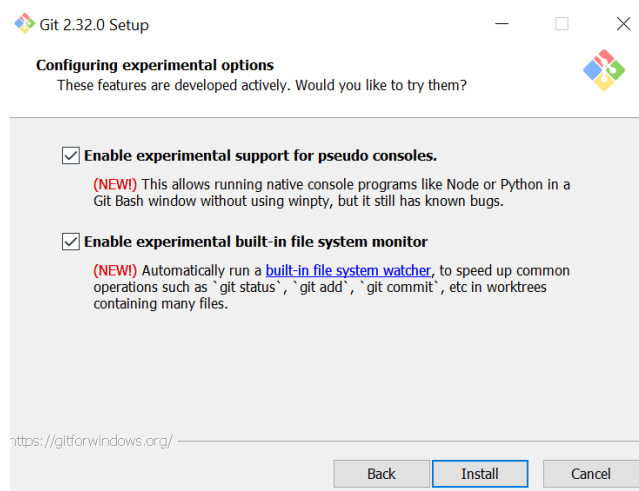 Git 2.32.0 Setup
Configuring experimental options
These features are developed actively. Would you like to try them?
Enable experimental support for pseudo consoles.
(NEW!) This allows running native console programs like Node or Python in a
Git Bash window without using winpty, but it still has known bugs.
Enable experimental built-in file system monitor
(NEW!) Automatically run a built-in file system watcher, to speed up common
operations such as `git status`, `git add`, `git commit`, etc in worktrees
containing many files.
https://gitforwindows.org/
Back Install Cancel